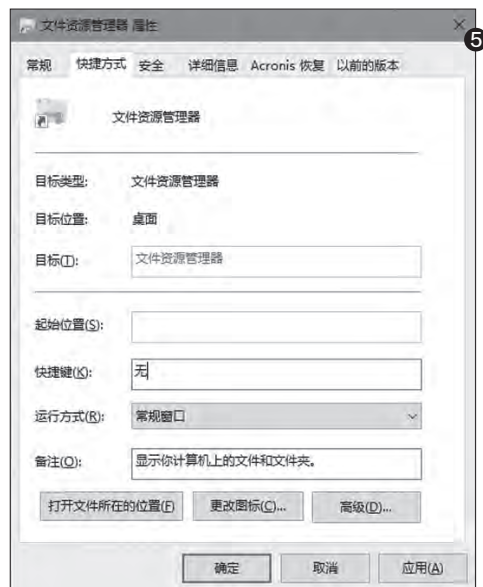 文件资源管理器 属性
5
常规 快捷方式 安全 详细信息 Acronis 恢复 以前的版本
文件资源管理器
目标类型: 文件资源管理器
目标位置: 桌面
目标(T): 文件资源管理器
起始位置(S):
快捷键(K): 无
运行方式(R): 常规窗口
备注(O): 显示你计算机上的文件和文件夹。
打开文件所在的位置(F) 更改图标(C)... 高级(D)...
确定 取消 应用(A)